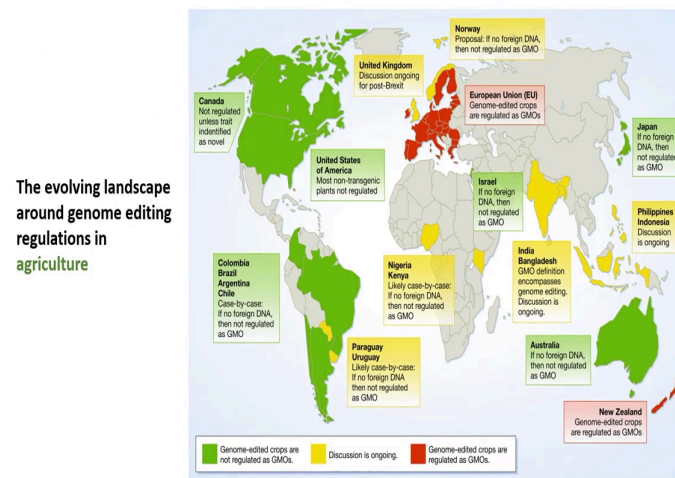 The evolving landscape
around genome editing
regulations in
agriculture
Norway
Proposal: If no foreign DNA,
then not regulated as GMO
United Kingdom
Discussion ongoing
for post-Brexit
European Union (EU)
Genome-edited crops
are regulated as GMOs
Canada
Not regulated
unless trait
indentified
as novel
Japan
If no foreign
DNA, then
not regulated
as GMO
United States
of America
Most non-transgenic
plants not regulated
Israel
If no foreign
DNA, then
not regulated
as GMO
Philippines
Indonesia
Discussion
is ongoing
India
Bangladesh
GMO definition
encompasses
genome editing.
Discussion is
ongoing.
Colombia
Brazil
Argentina
Chile
Case-by-case:
If no foreign DNA,
then not regulated
as GMO
Nigeria
Kenya
Likely case-by-case:
If no foreign DNA,
then not regulated
as GMO
Paraguay
Uruguay
Likely case-by-case:
If no foreign DNA
then not regulated
as GMO
Australia
If no foreign DNA,
then not regulated
as GMO
New Zealand
Genome-edited crops
are regulated as GMOs
Genome-edited crops are
not regulated as GMOs.
Discussion is ongoing.
Genome-edited crops are
regulated as GMOs.